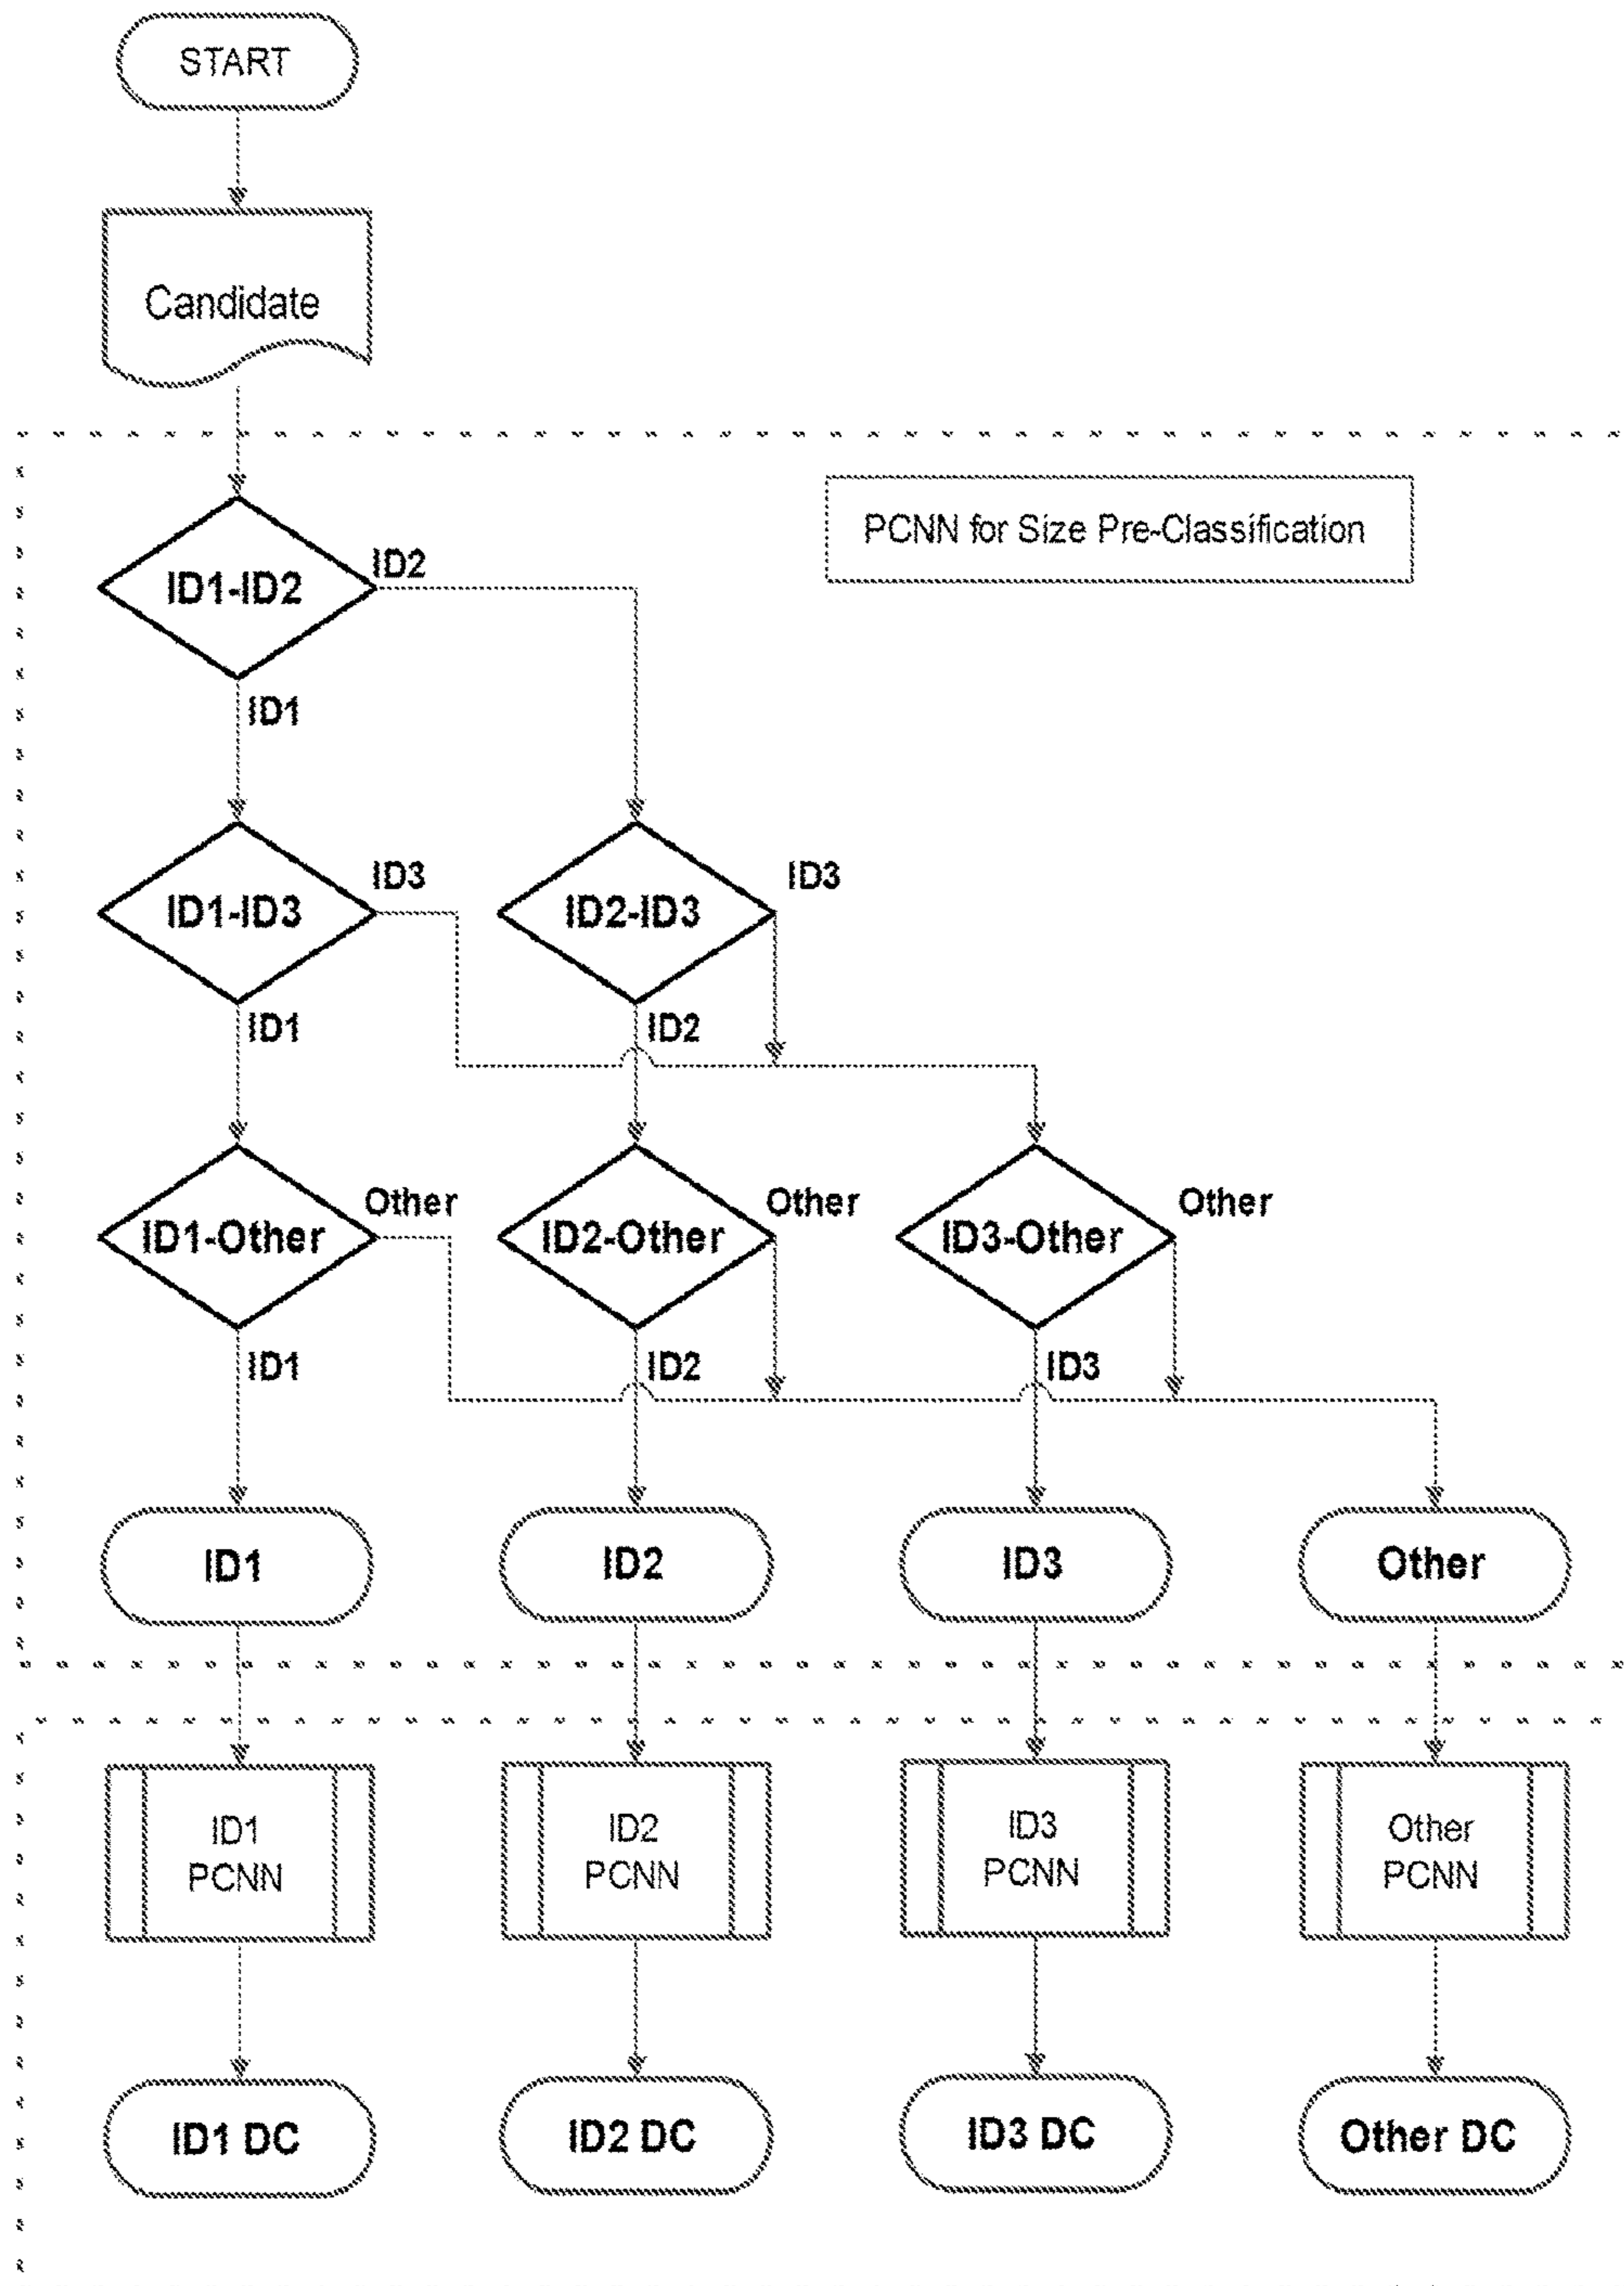 START
Candidate
PCNN for Size Pre-Classification
ID1-ID2
ID2
ID1
ID1-ID3
ID3
ID2-ID3
ID3
ID1
ID2
ID1-Other
Other
ID2-Other
Other
ID3-Other
Other
ID1
ID2
ID3
ID1
ID2
ID3
Other
ID1
PCNN
ID2
PCNN
ID3
PCNN
Other
PCNN
ID1 DC
ID2 DC
ID3 DC
Other DC